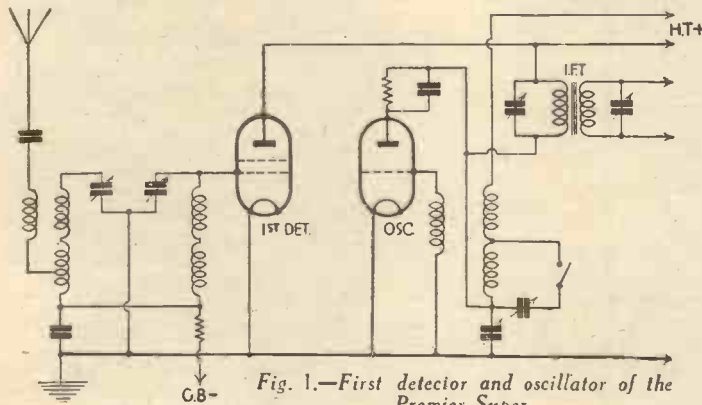 H.T+
I.F.T
1ST DET.
OSC
G.B-
Fig. 1.—First detector and oscillator of the
Premier Super